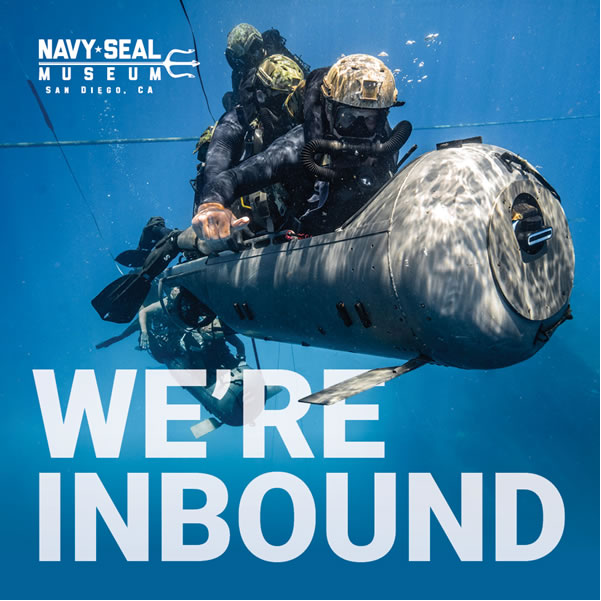 NAVY★SEAL
MUSEUM
SAN DIEGO, CA
WE'RE
INBOUND